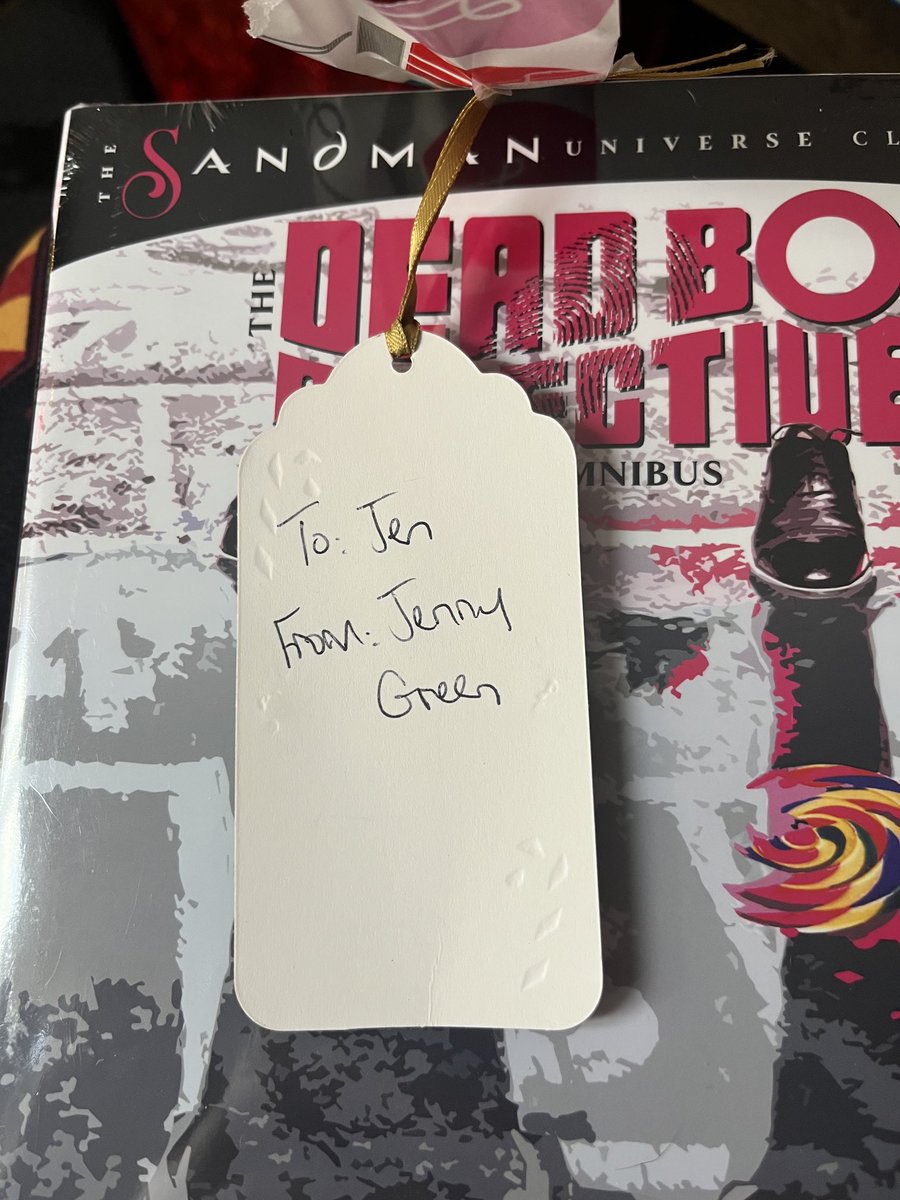 THE SANDMAN UNIVERSE CL
THE
DEAD BO
ECTIVE
MNIBUS
To: Jen
From: Jenny
Green